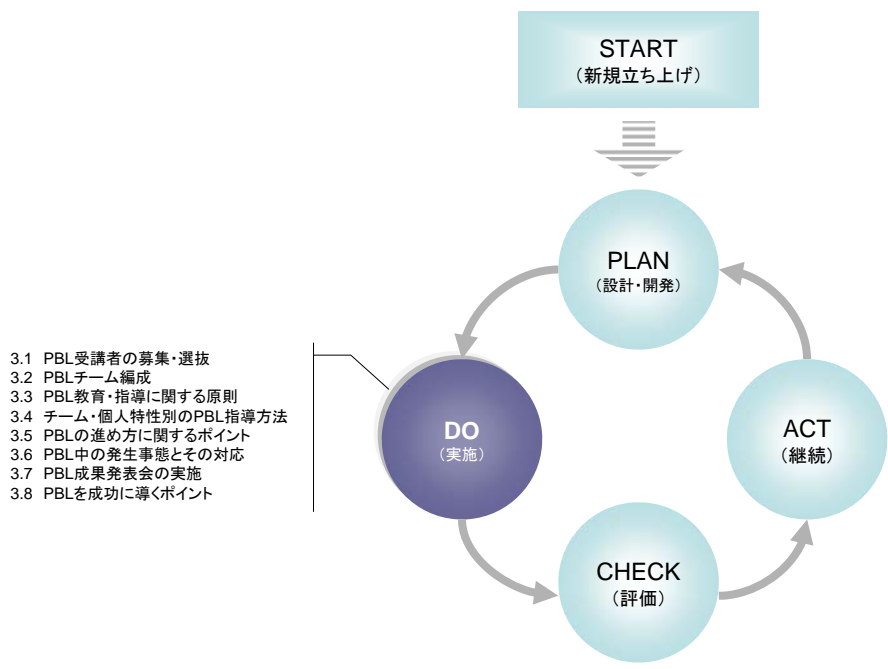 START
（新規立ち上げ）
PLAN
（設計・開発）
3.1 PBL受講者の募集・選抜
3.2 PBLチーム編成
3.3 PBL教育・指導に関する原則
3.4 チーム・個人特性別のPBL指導方法
3.5 PBLの進め方に関するポイント
3.6 PBL中の発生事態とその対応
3.7 PBL成果発表会の実施
3.8 PBLを成功に導くポイント
DO
（実施）
ACT
（継続）
CHECK
（評価）